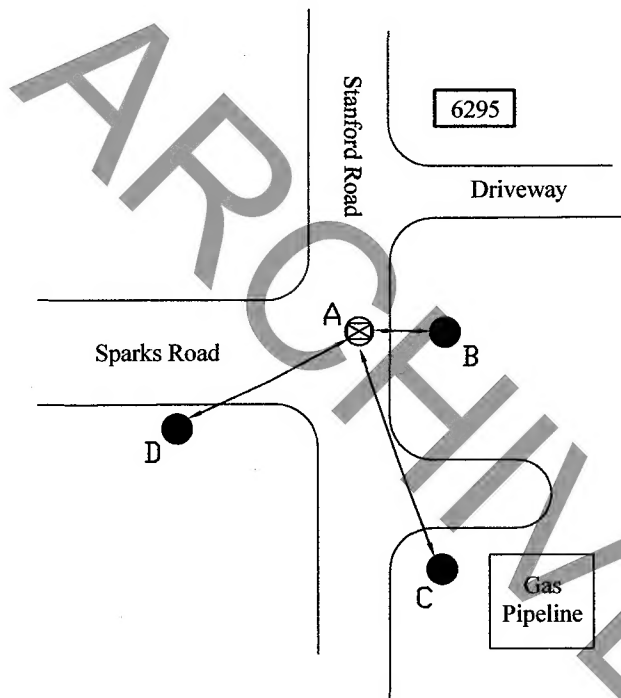 Stanford Road
6295
Driveway
A
B
Sparks Road
D
C
Gas
Pipeline
ARCHIVE